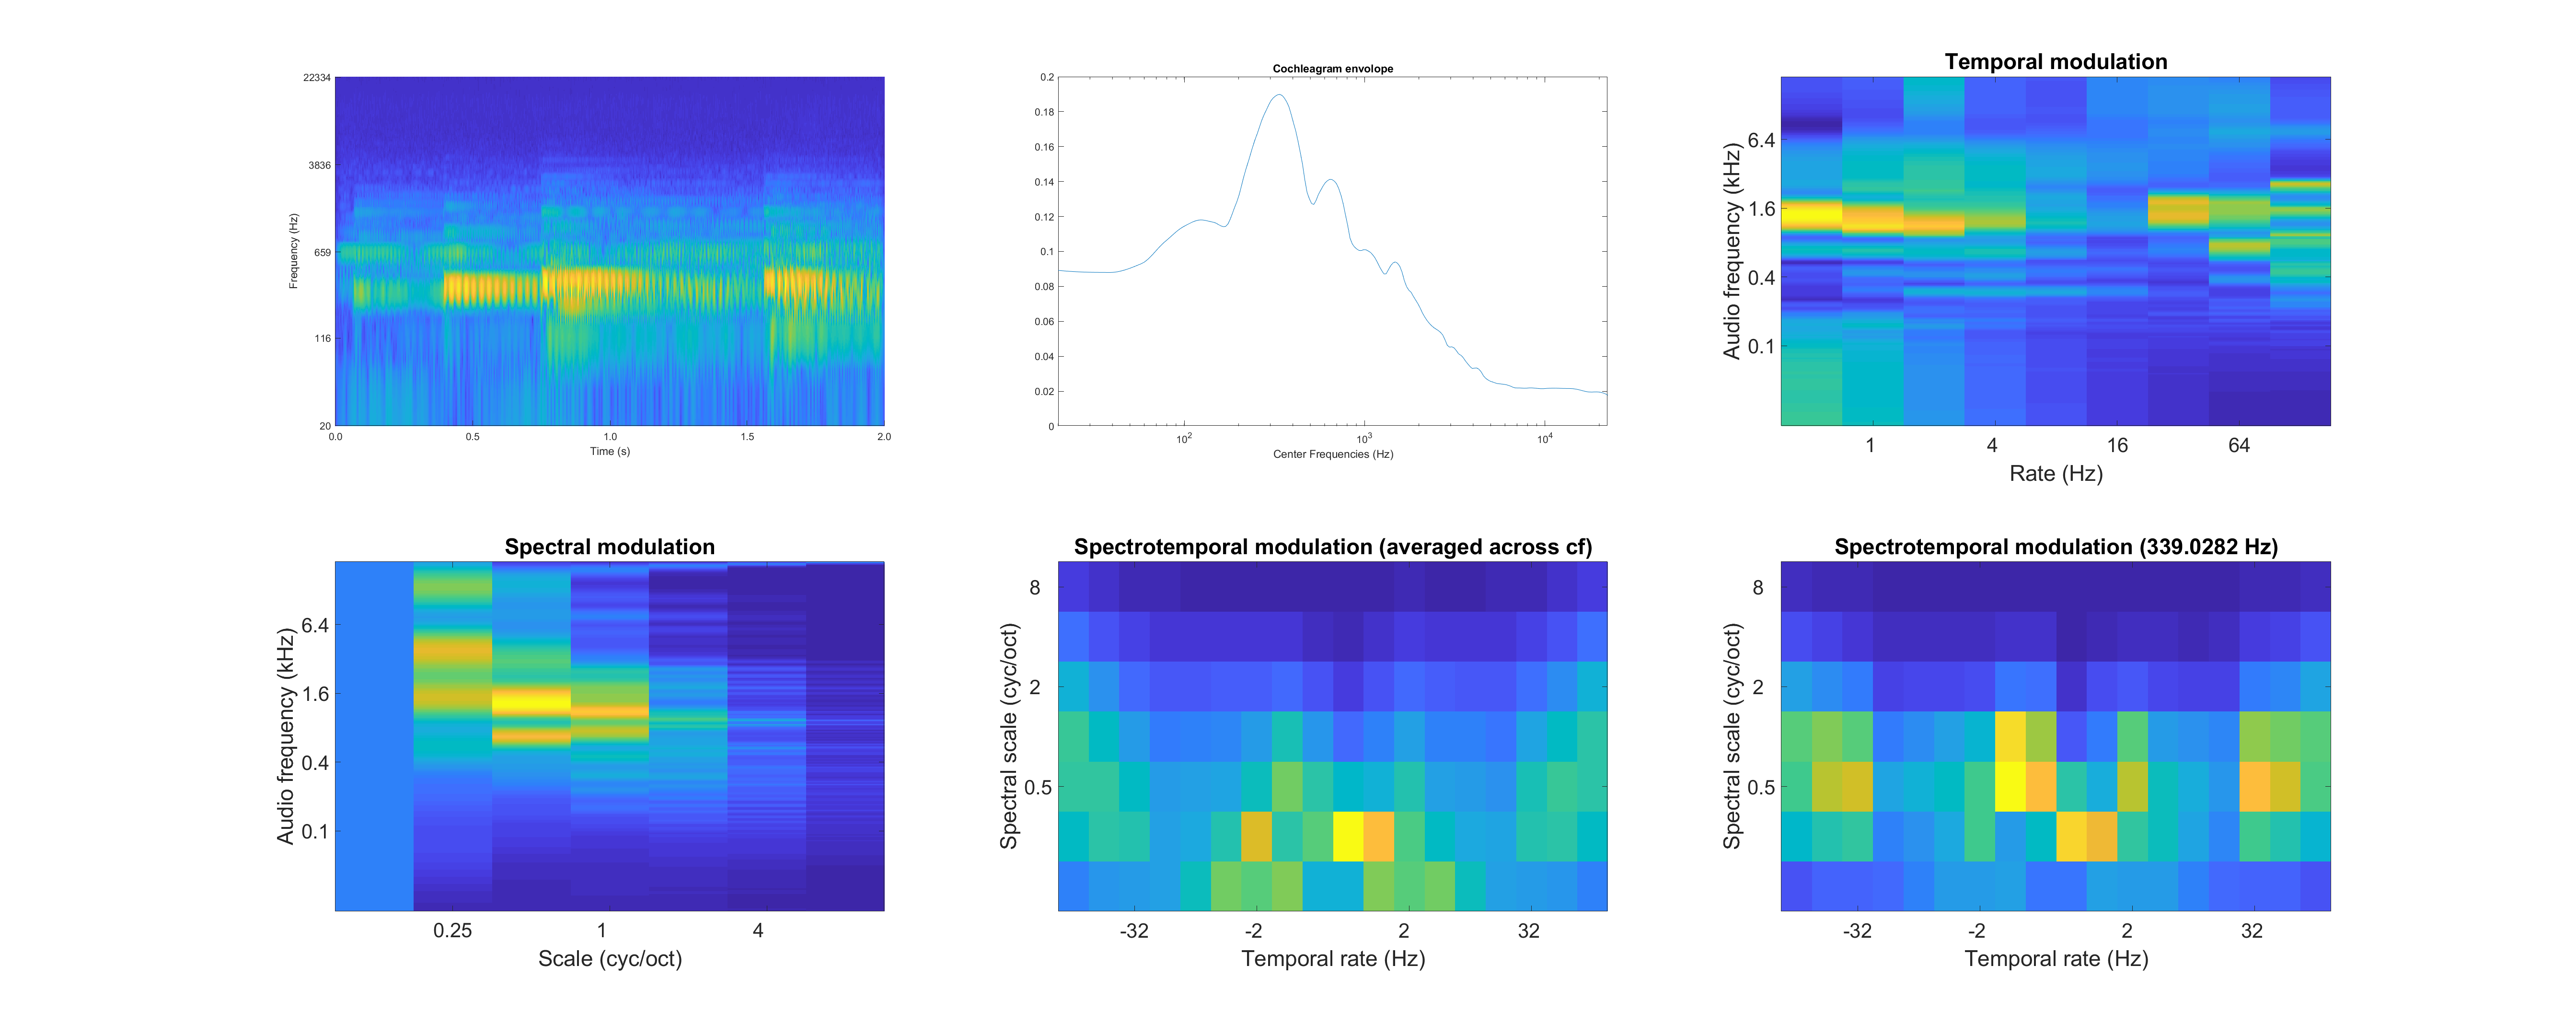 22334
3836
659
116
20
0.0 0.5 1.0 1.5 2.0
Time (s)
Frequency (Hz)
Cochleagram envolope
0.2
0.18
0.16
0.14
0.12
0.1
0.08
0.06
0.04
0.02
0
10^2 10^3 10^4
Center Frequencies (Hz)
Temporal modulation
6.4
1.6
0.4
0.1
1 4 16 64
Rate (Hz)
Audio frequency (kHz)
Spectral modulation
6.4
1.6
0.4
0.1
0.25 1 4
Scale (cyc/oct)
Audio frequency (kHz)
Spectrotemporal modulation (averaged across cf)
8
2
0.5
-32 -2 2 32
Temporal rate (Hz)
Spectral scale (cyc/oct)
Spectrotemporal modulation (339.0282 Hz)
8
2
0.5
-32 -2 2 32
Temporal rate (Hz)
Spectral scale (cyc/oct)